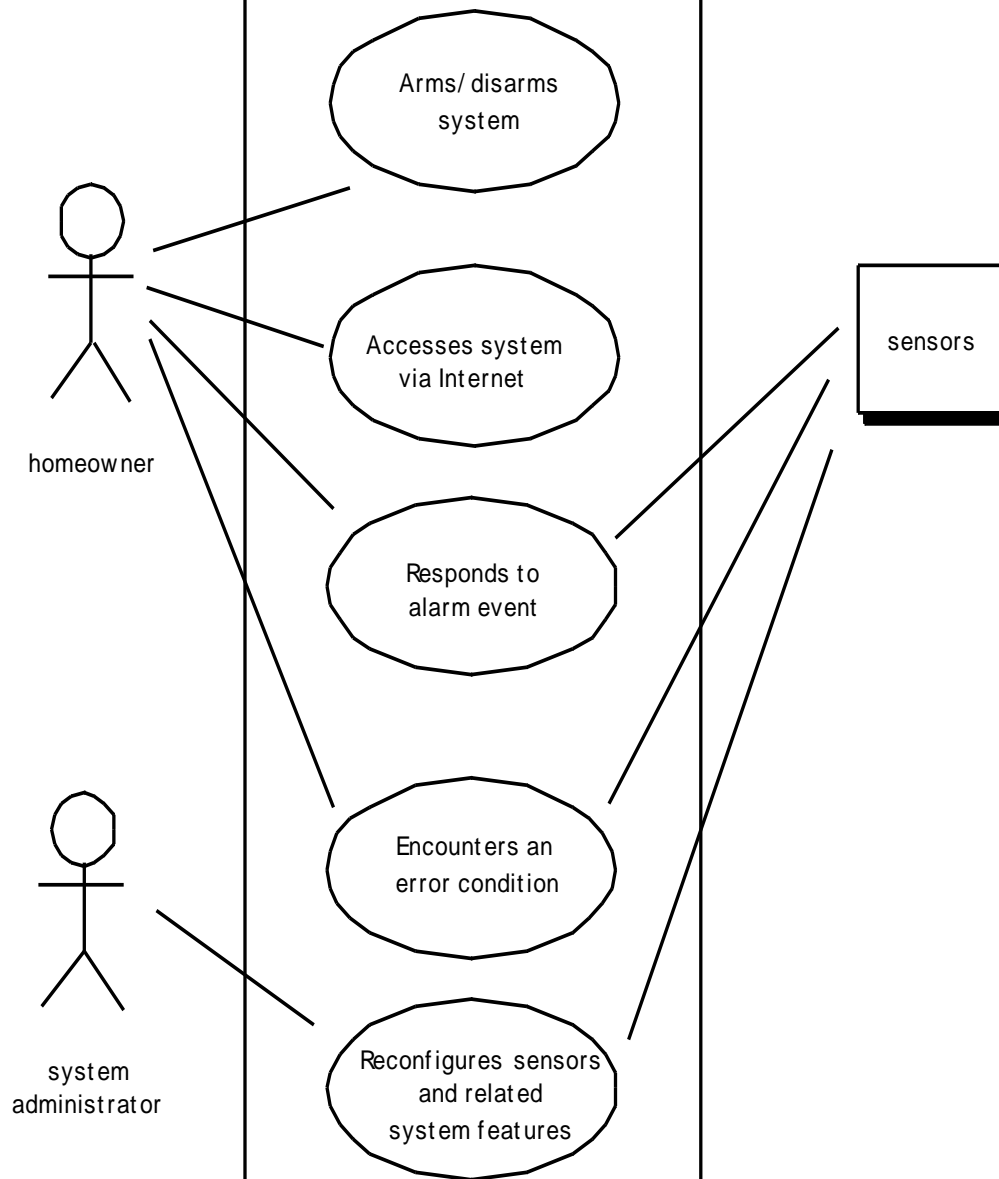 Arms/ disarms
system
Accesses system
via Internet
sensors
homeowner
Responds to
alarm event
Encounters an
error condition
system
administrator
Reconfigures sensors
and related
system features